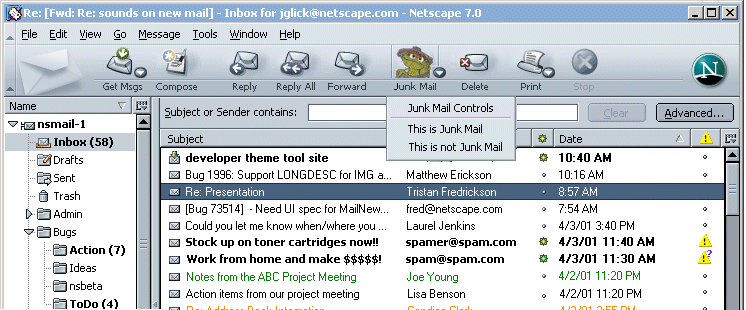 Re: [Fwd: Re: sounds on new mail] - Inbox for jglick@netscape.com - Netscape 7.0
File Edit View Go Message Tools Window Help
Get Msgs Compose Reply Reply All Forward Junk Mail Delete Print Stop
N
Junk Mail Controls
This is Junk Mail
This is not Junk Mail
Name
nsmail-1
Inbox (58)
Drafts
Sent
Trash
Admin
Bugs
Action (7)
Ideas
nsbeta
ToDo (4)
Subject or Sender contains: Clear Advanced...
Subject Date
developer theme tool site 10:40 AM
Bug 1996: Support LONGDESC for IMG a... Matthew Erickson 10:16 AM
Re: Presentation Tristan Fredrickson 8:57 AM
[Bug 73514] - Need UI spec for MailNew... fred@netscape.com 7:54 AM
Could you let me know when/where you ... Laurel Jenkins 4/3/01 3:40 PM
Stock up on toner cartridges now!! spamer@spam.com 4/3/01 11:40 AM
Work from home and make $$$$$! spam@spam.com 4/3/01 11:30 AM
Notes from the ABC Project Meeting Joe Young 4/2/01 11:20 PM
Action items from our project meeting Lisa Benson 4/2/01 11:20 PM
Re: Address Book Integration Candice Clark